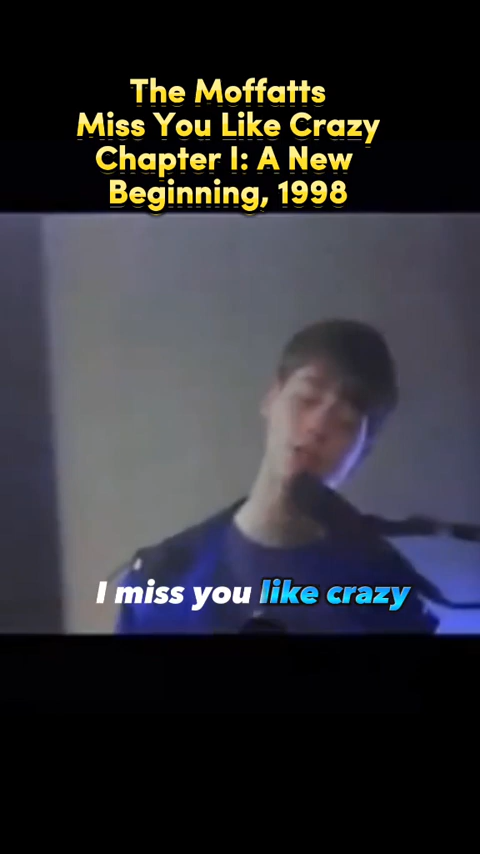 The Moffatts
Miss You Like Crazy
Chapter I: A New
Beginning, 1998
I miss you like crazy